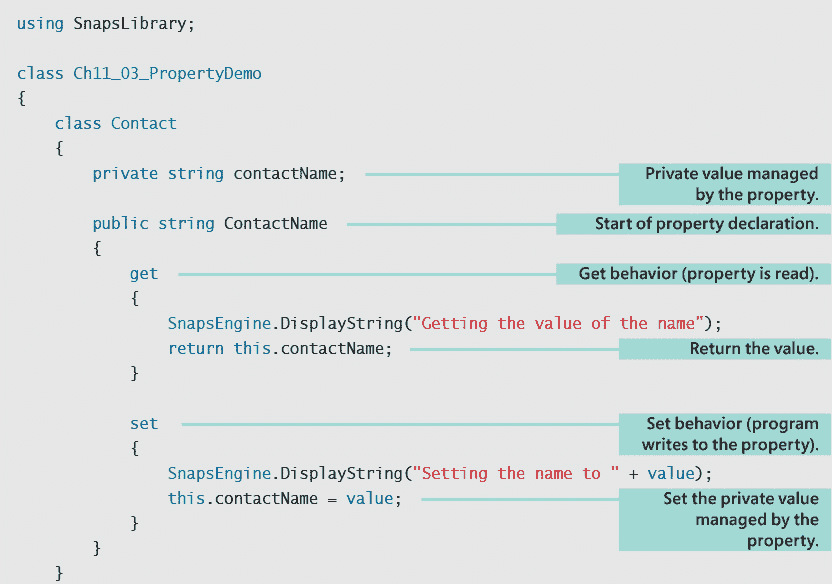 using SnapsLibrary;
class Ch11_03_PropertyDemo
{
class Contact
{
private string contactName;
Private value managed
by the property.
public string ContactName
Start of property declaration.
{
get
Get behavior (property is read).
{
SnapsEngine.DisplayString("Getting the value of the name”);
return this.contactName;
Return the value.
}
set
Set behavior (program
writes to the property).
{
SnapsEngine.DisplayString("Setting the name to " + value);
this.contactName = value;
Set the private value
managed by the
property.
}
}
}